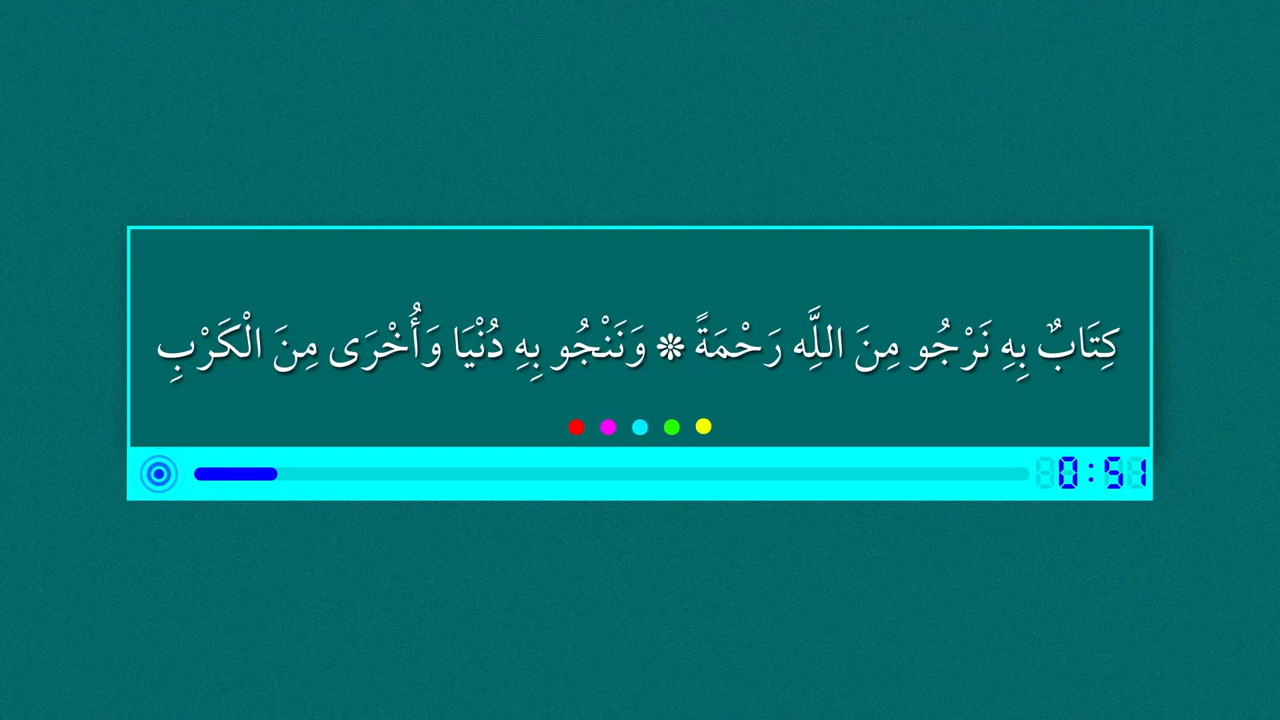 كِتَابٌ بِهِ نَرْجُو مِنَ اللَّهِ رَحْمَةً ❊ وَنَنْجُو بِهِ دُنْيَا وَأُخْرَى مِنَ الْكَرْبِ
0:51